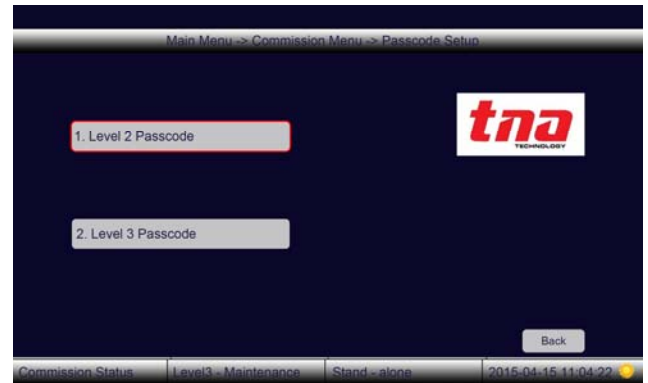 Main Menu -> Commission Menu -> Passcode Setup
tna
TECHNOLOGY
1. Level 2 Passcode
2. Level 3 Passcode
Back
Commission Status Level3 - Maintenance Stand - alone 2015-04-15 11:04:22